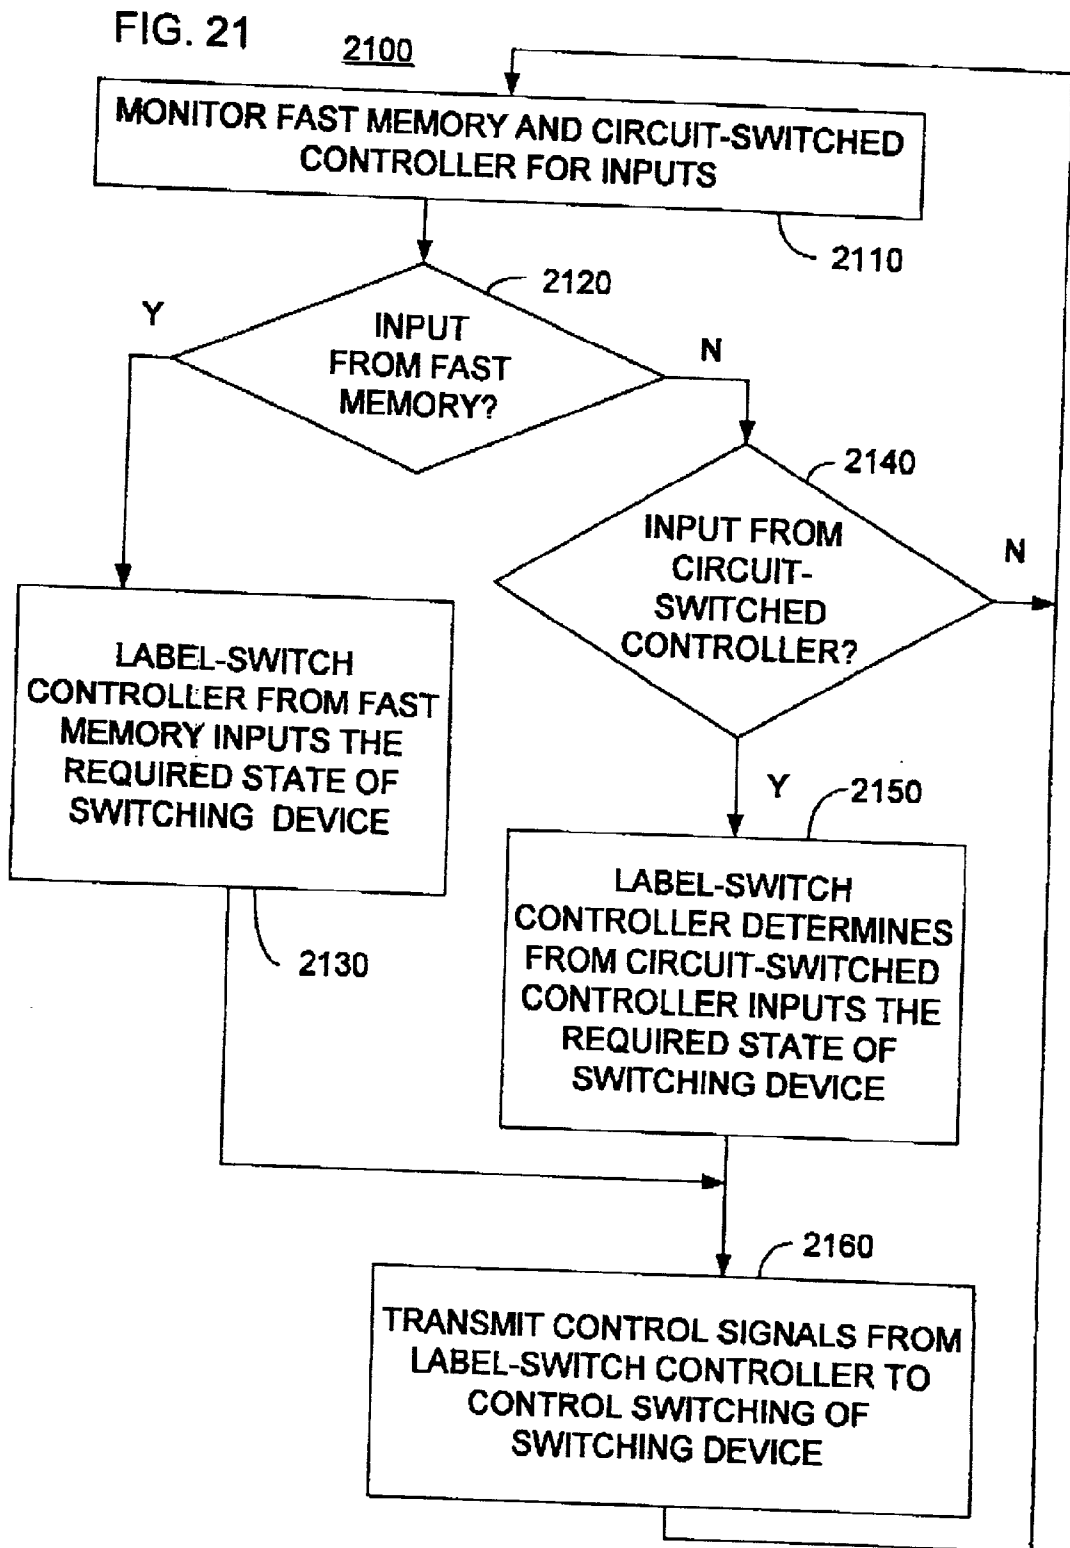 FIG. 21
2100
MONITOR FAST MEMORY AND CIRCUIT-SWITCHED
CONTROLLER FOR INPUTS
2110
2120
Y
INPUT
FROM FAST
MEMORY?
N
2140
INPUT FROM
CIRCUIT-
SWITCHED
CONTROLLER?
N
LABEL-SWITCH
CONTROLLER FROM FAST
MEMORY INPUTS THE
REQUIRED STATE OF
SWITCHING DEVICE
2130
Y
2150
LABEL-SWITCH
CONTROLLER DETERMINES
FROM CIRCUIT-SWITCHED
CONTROLLER INPUTS THE
REQUIRED STATE OF
SWITCHING DEVICE
2160
TRANSMIT CONTROL SIGNALS FROM
LABEL-SWITCH CONTROLLER TO
CONTROL SWITCHING OF
SWITCHING DEVICE